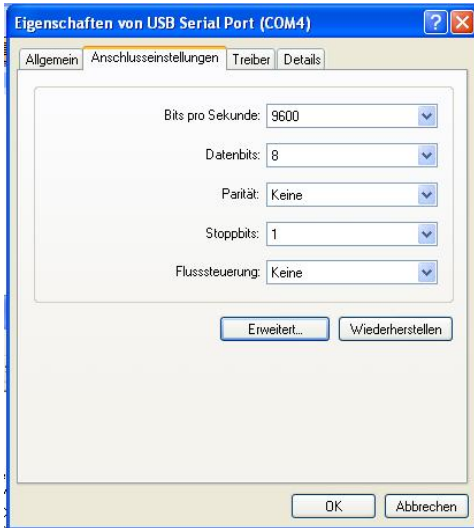 Eigenschaften von USB Serial Port (COM4)
Allgemein Anschlusseinstellungen Treiber Details
Bits pro Sekunde: 9600
Datenbits: 8
Parität: Keine
Stoppbits: 1
Flusssteuerung: Keine
Erweitert... Wiederherstellen
OK Abbrechen